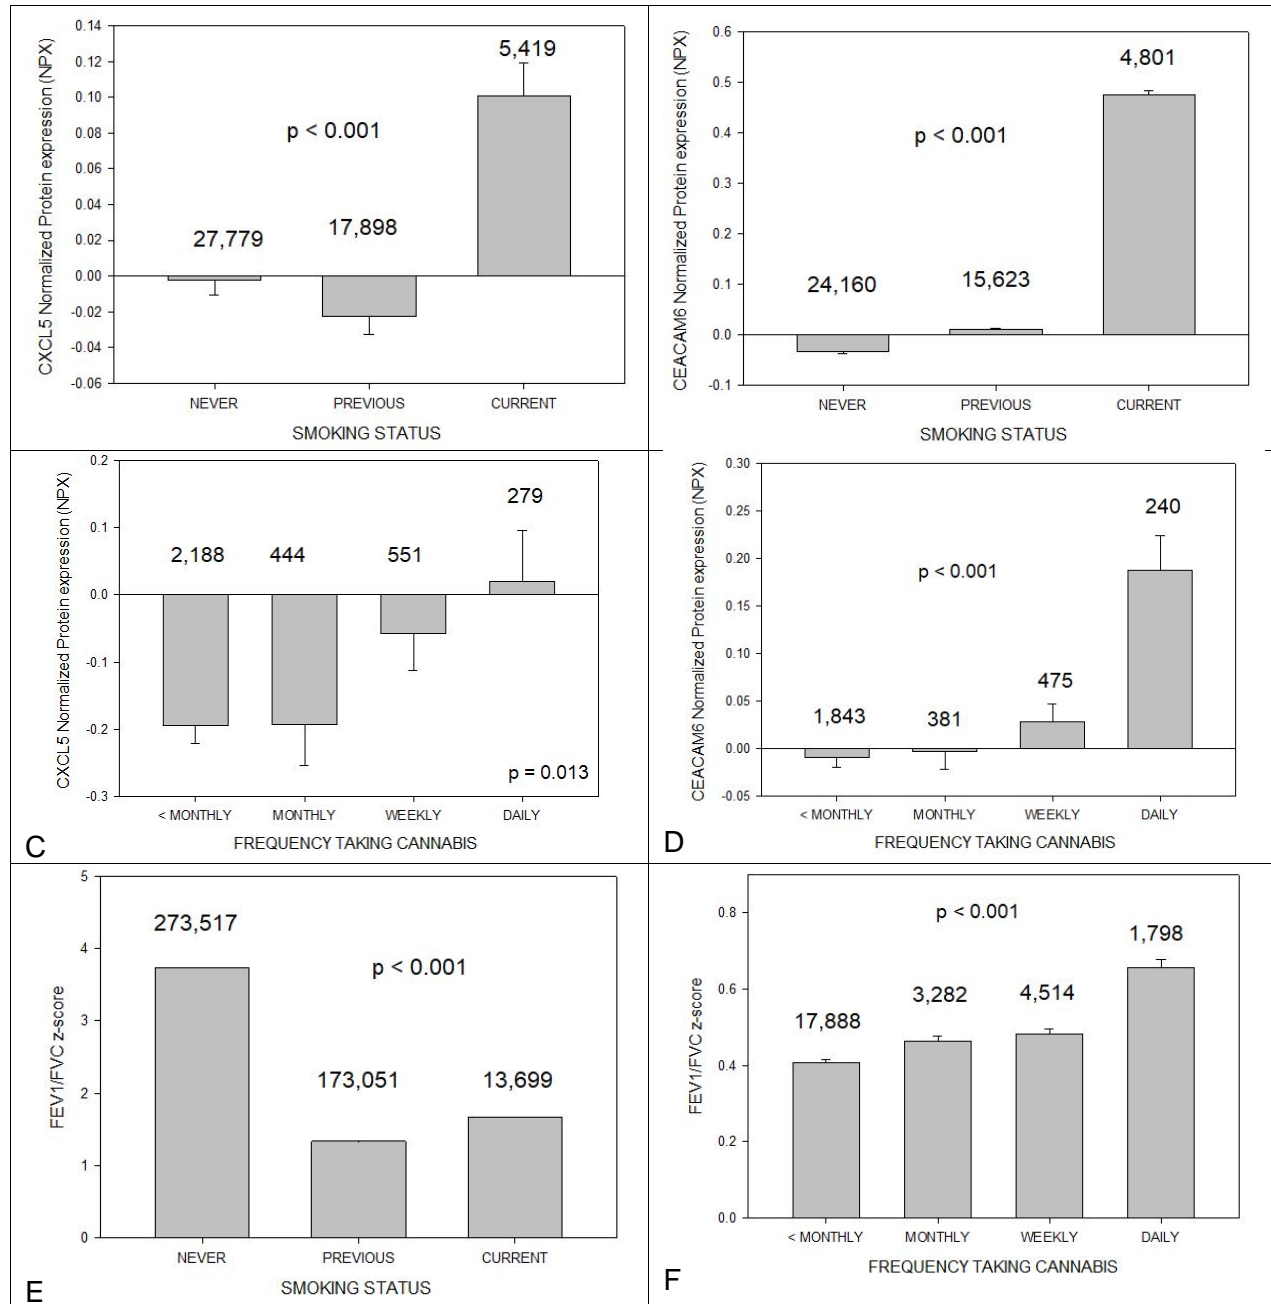 CXCL5 Normalized Protein expression (NPX)
0.14
0.12
0.10
0.08
0.06
0.04
0.02
0.00
-0.02
-0.04
-0.06
27,779
17,898
5,419
p < 0.001
NEVER PREVIOUS CURRENT
SMOKING STATUS
CEACAM6 Normalized Protein expression (NPX)
0.6
0.5
0.4
0.3
0.2
0.1
0.0
-0.1
24,160
15,623
4,801
p < 0.001
NEVER PREVIOUS CURRENT
SMOKING STATUS
CXCL5 Normalized Protein expression (NPX)
0.2
0.1
0.0
-0.1
-0.2
-0.3
2,188
444
551
279
p = 0.013
< MONTHLY MONTHLY WEEKLY DAILY
FREQUENCY TAKING CANNABIS
C
CEACAM6 Normalized Protein expression (NPX)
0.30
0.25
0.20
0.15
0.10
0.05
0.00
-0.05
1,843
381
475
240
p < 0.001
< MONTHLY MONTHLY WEEKLY DAILY
FREQUENCY TAKING CANNABIS
D
FEV1/FVC z-score
5
4
3
2
1
0
273,517
173,051
13,699
p < 0.001
NEVER PREVIOUS CURRENT
SMOKING STATUS
E
FEV1/FVC z-score
0.8
0.6
0.4
0.2
0.0
17,888
3,282
4,514
1,798
p < 0.001
< MONTHLY MONTHLY WEEKLY DAILY
FREQUENCY TAKING CANNABIS
F